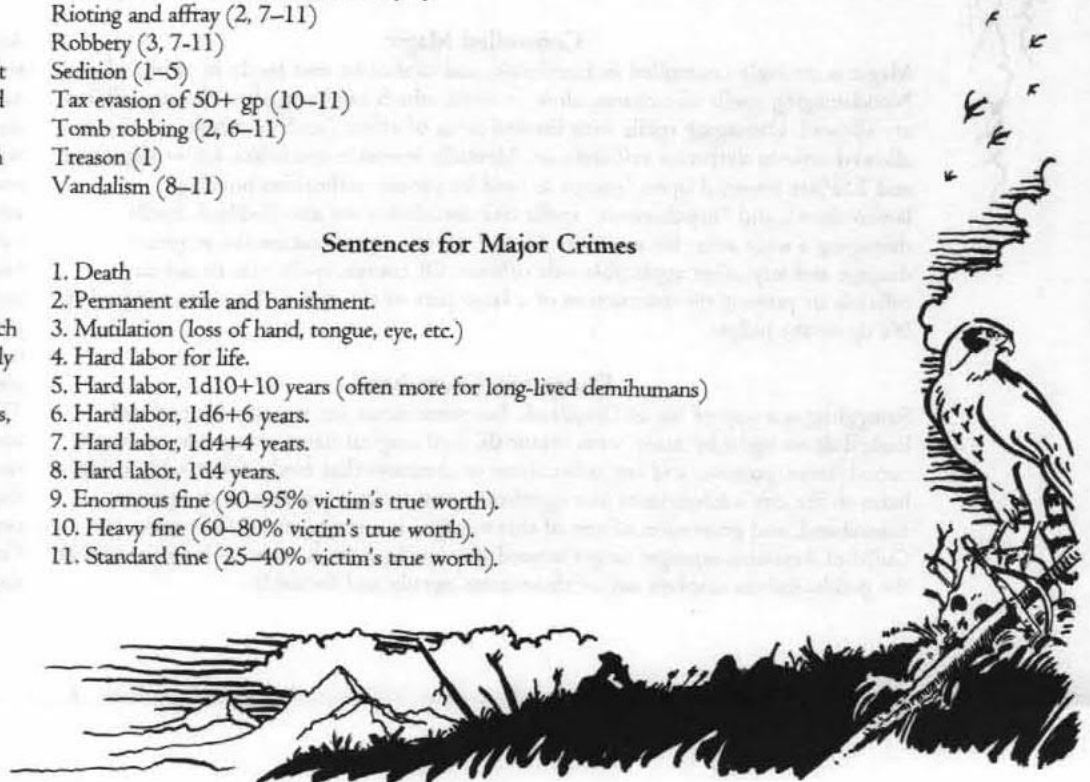 Rioting and affray (2, 7–11)
Robbery (3, 7-11)
Sedition (1–5)
Tax evasion of 50+ gp (10–11)
Tomb robbing (2, 6–11)
Treason (1)
Vandalism (8–11)
Sentences for Major Crimes
1. Death
2. Permanent exile and banishment.
3. Mutilation (loss of hand, tongue, eye, etc.)
4. Hard labor for life.
5. Hard labor, 1d10+10 years (often more for long-lived demihumans)
6. Hard labor, 1d6+6 years.
7. Hard labor, 1d4+4 years.
8. Hard labor, 1d4 years.
9. Enormous fine (90–95% victim's true worth).
10. Heavy fine (60–80% victim's true worth).
11. Standard fine (25–40% victim's true worth).